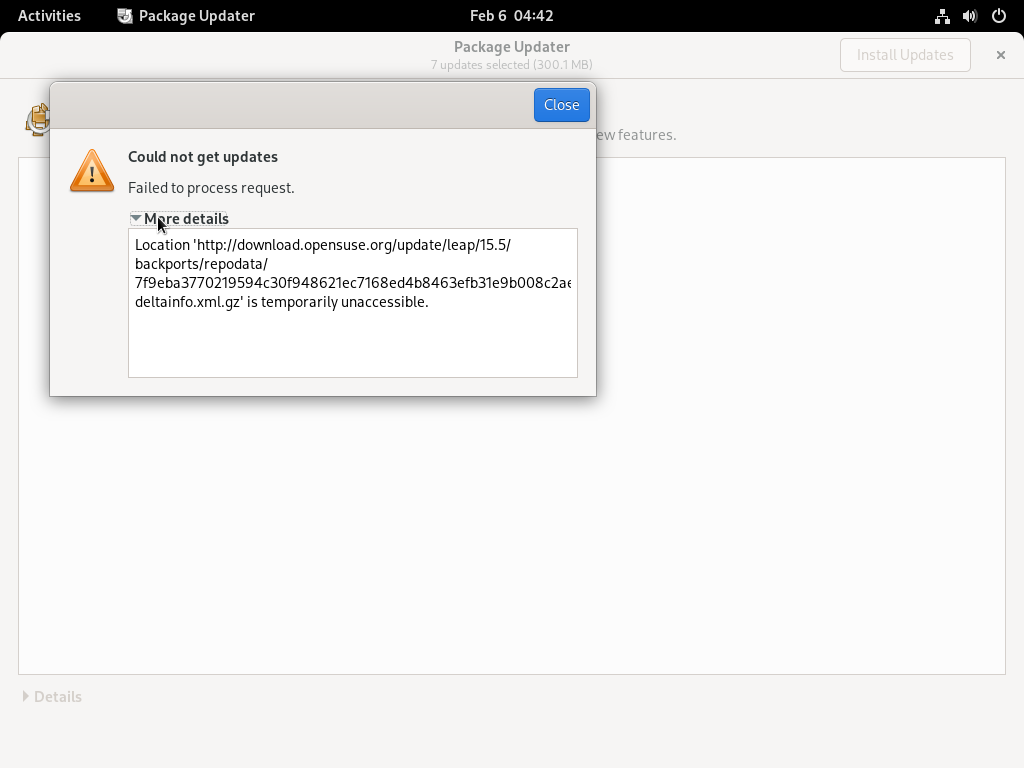 Activities
Package Updater
Feb 6 04:42
Package Updater
7 updates selected (300.1 MB)
Install Updates
Close
ew features.
Could not get updates
Failed to process request.
More details
Location 'http://download.opensuse.org/update/leap/15.5/
backports/repodata/
7f9eba3770219594c30f948621ec7168ed4b8463efb31e9b008c2ae
deltainfo.xml.gz' is temporarily unaccessible.
Details